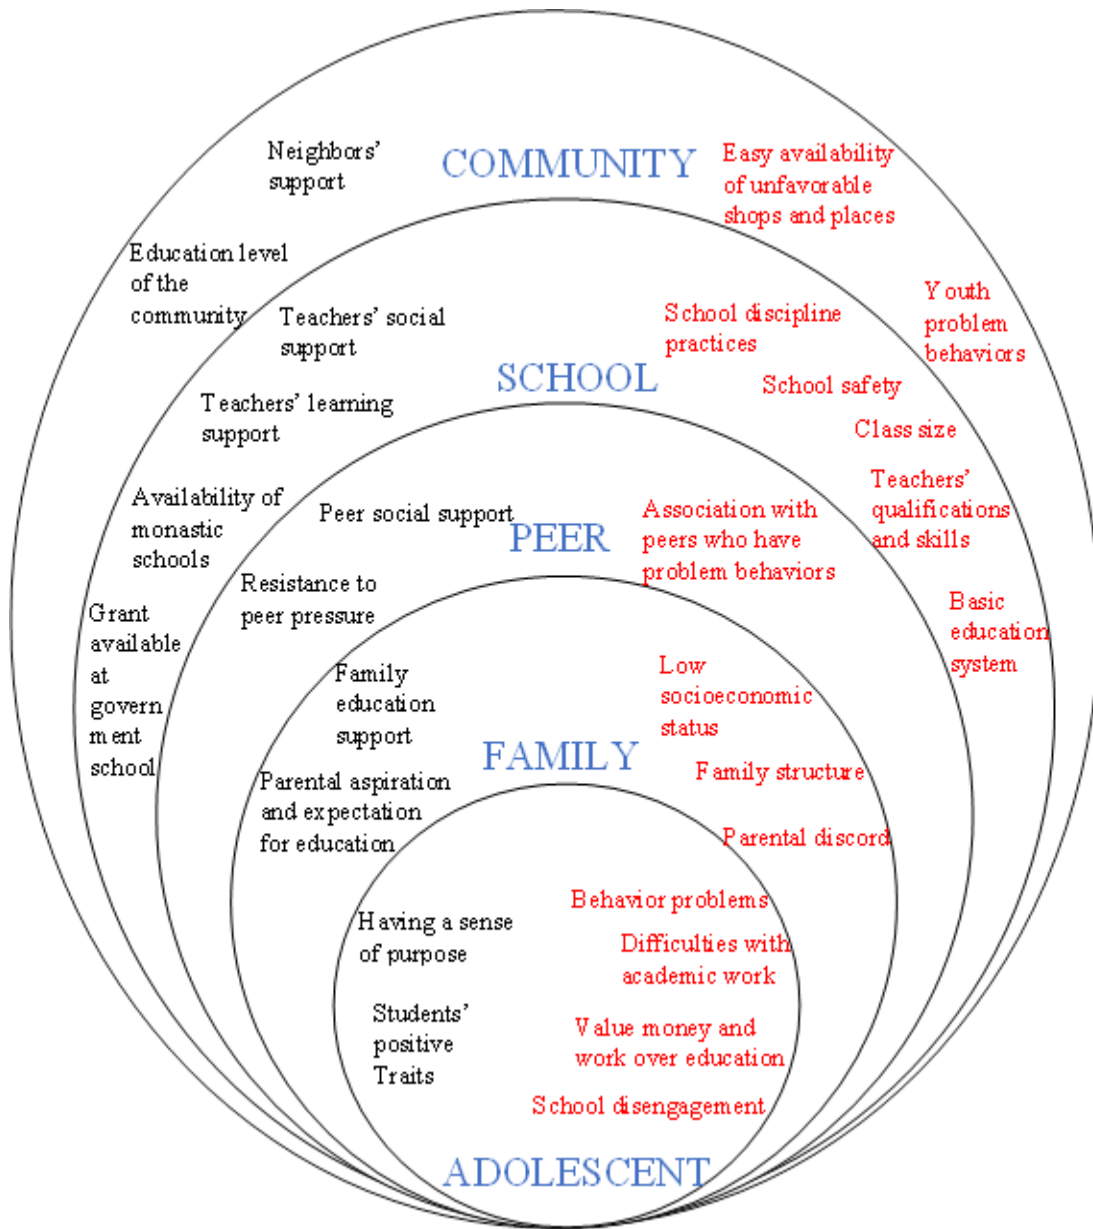 Neighbors'
support
COMMUNITY
Easy availability
of unfavorable
shops and places
Education level
of the
community
Youth
problem
behaviors
Teachers' social
support
School discipline
practices
SCHOOL
School safety
Teachers' learning
support
Class size
Availability of
monastic
schools
Teachers'
qualifications
and skills
Peer social support
PEER
Association with
peers who have
problem behaviors
Resistance to
peer pressure
Grant
available
at
govern
ment
school
Basic
education
system
Family
education
support
Low
socioeconomic
status
FAMILY
Family structure
Parental aspiration
and expectation
for education
Parental discord
Behavior problems
Having a sense
of purpose
Difficulties with
academic work
Students'
positive
Traits
Value money and
work over education
School disengagement
ADOLESCENT